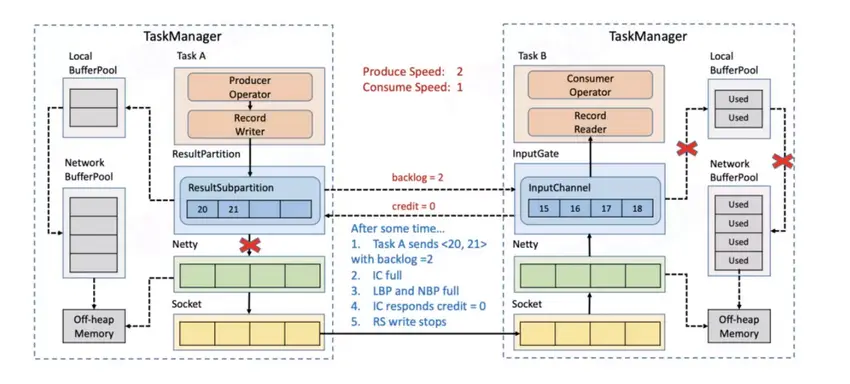 TaskManager
Local
BufferPool
Task A
Producer
Operator
Record
Writer
ResultPartition
Network
BufferPool
ResultSubpartition
20 21
Netty
Socket
Off-heap
Memory
Produce Speed: 2
Consume Speed: 1
backlog = 2
credit = 0
After some time...
1. Task A sends <20, 21>
with backlog =2
2. IC full
3. LBP and NBP full
4. IC responds credit = 0
5. RS write stops
TaskManager
Task B
Local
BufferPool
Consumer
Operator
Used
Used
Record
Reader
InputGate
Network
BufferPool
InputChannel
15 16 17 18
Used
Used
Used
Used
Netty
Socket
Off-heap
Memory